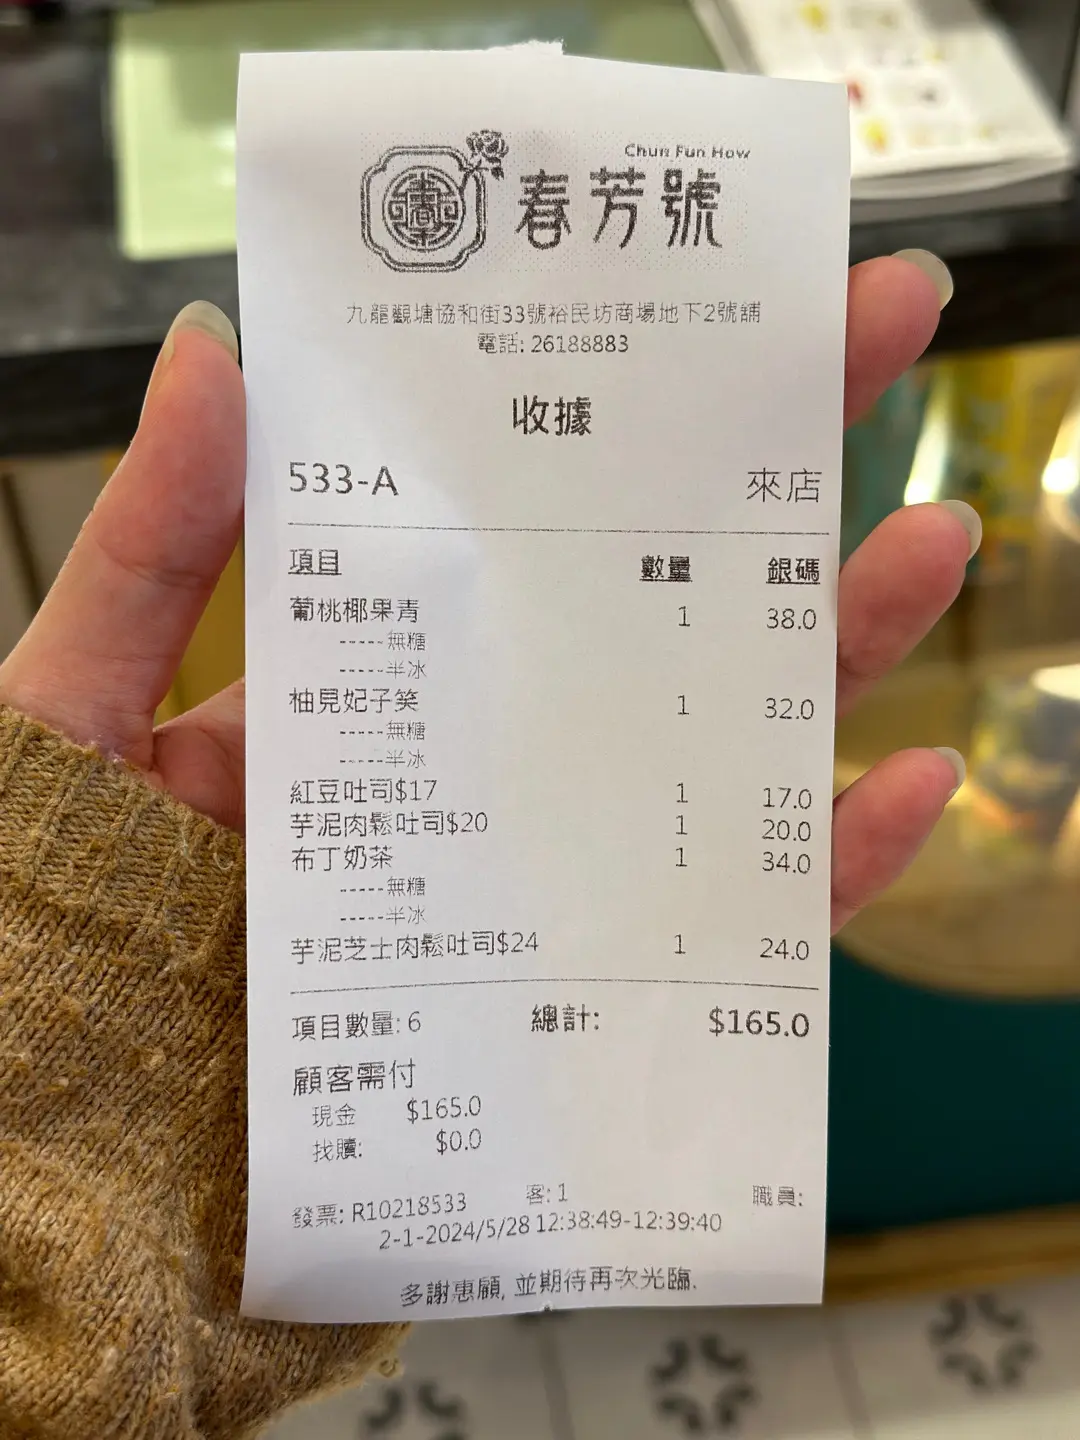 Chun Fun How
春芳號
九龍觀塘協和街33號裕民坊商場地下2號舖
電話: 26188883
收據
533-A 來店
項目 數量 銀碼
葡桃椰果青 1 38.0
-----無糖
-----半冰
柚見妃子笑 1 32.0
-----無糖
-----半冰
紅豆吐司$17 1 17.0
芋泥肉鬆吐司$20 1 20.0
布丁奶茶 1 34.0
-----無糖
-----半冰
芋泥芝士肉鬆吐司$24 1 24.0
項目數量: 6 總計: $165.0
顧客需付
現金 $165.0
找贖: $0.0
發票: R10218533 客: 1 職員:
2-1-2024/5/28 12:38:49-12:39:40
多謝惠顧, 並期待再次光臨.